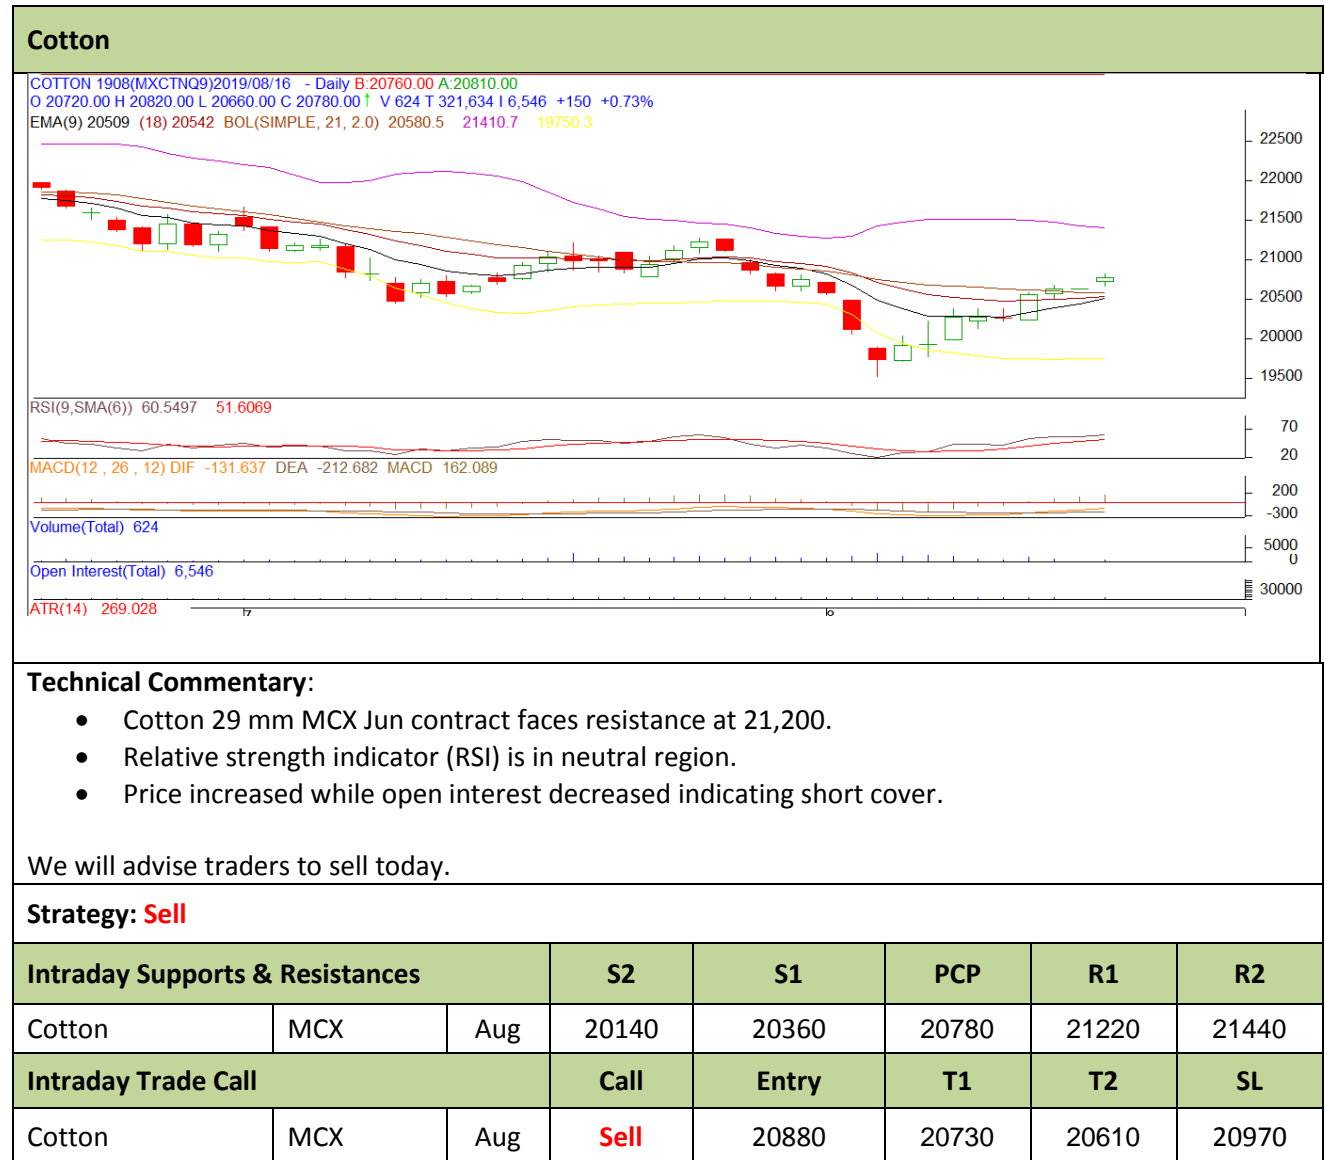 Cotton
COTTON 1908(MXCTNQ9)2019/08/16 - Daily B:20760.00 A:20810.00
O 20720.00 H 20820.00 L 20660.00 C 20780.00↑ V 624 T 321,634 I 6,546 +150 +0.73%
EMA(9) 20509 (18) 20542 BOL(SIMPLE, 21, 2.0) 20580.5 21410.7 19750.3
22500
22000
21500
21000
20500
20000
19500
RSI(9,SMA(6)) 60.5497 51.6069
70
20
MACD(12 , 26 , 12) DIF -131.637 DEA -212.682 MACD 162.089
200
-300
Volume(Total) 624
5000
0
Open Interest(Total) 6,546
30000
ATR(14) 269.028
7
Technical Commentary:
• Cotton 29 mm MCX Jun contract faces resistance at 21,200.
• Relative strength indicator (RSI) is in neutral region.
• Price increased while open interest decreased indicating short cover.
We will advise traders to sell today.
Strategy: Sell
Intraday Supports & Resistances S2 S1 PCP R1 R2
Cotton MCX Aug 20140 20360 20780 21220 21440
Intraday Trade Call Call Entry T1 T2 SL
Cotton MCX Aug Sell 20880 20730 20610 20970